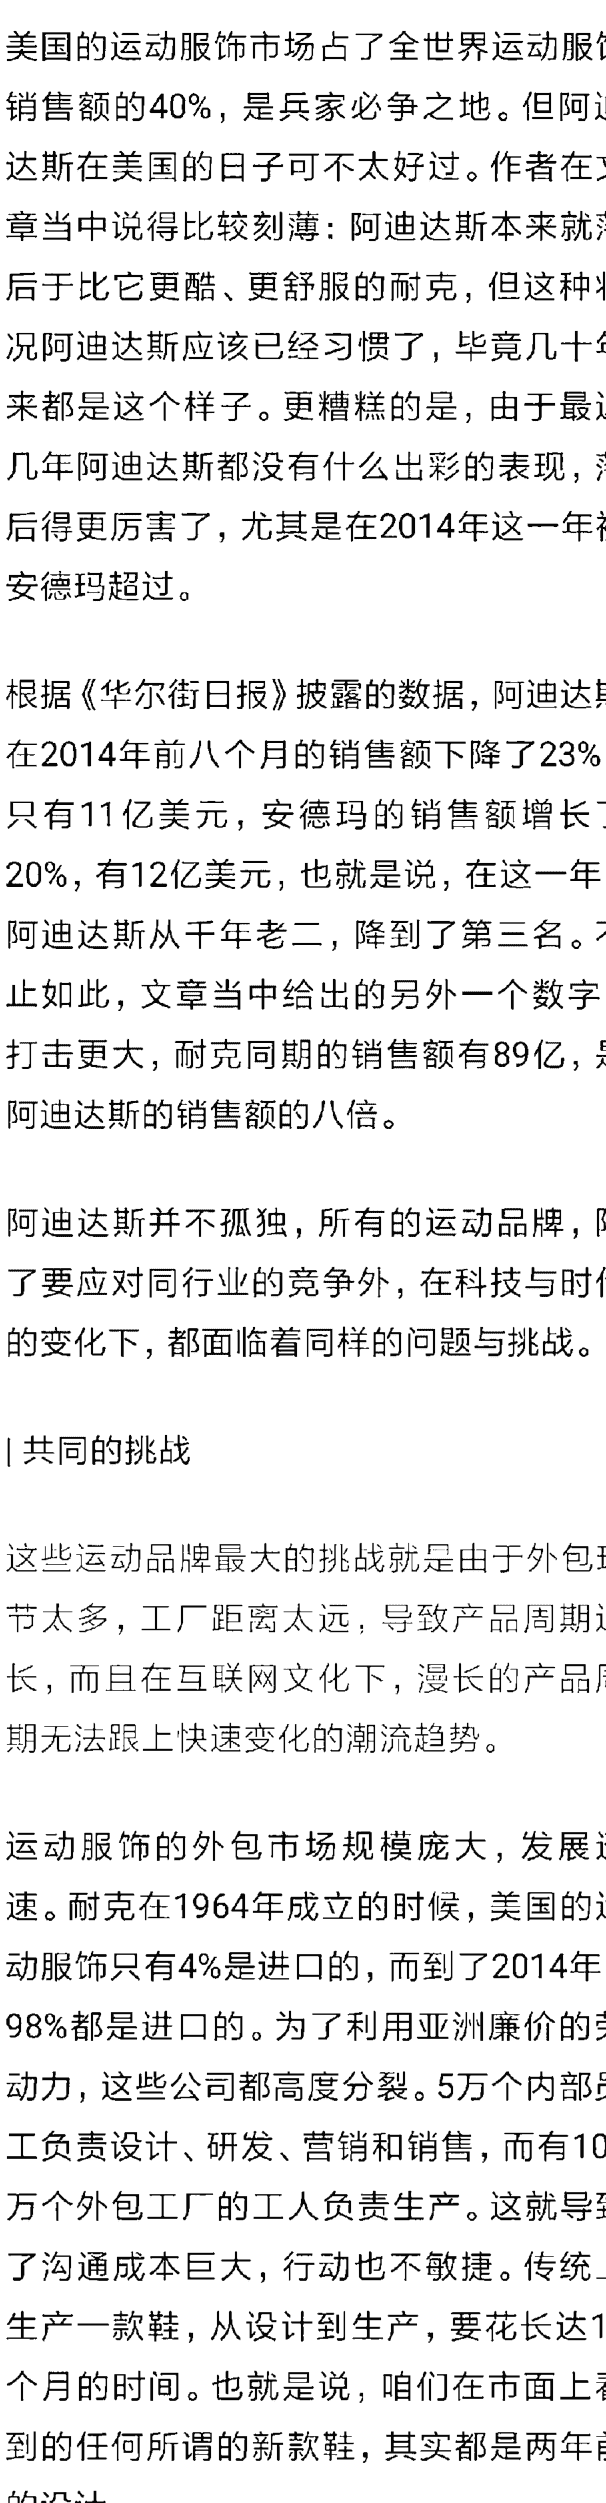 美国的运动服饰市场占了全世界运动服饰
销售额的40%，是兵家必争之地。但阿迪
达斯在美国的日子可不太好过。作者在文
章当中说得比较刻薄：阿迪达斯本来就落
后于比它更酷、更舒服的耐克，但这种状
况阿迪达斯应该已经习惯了，毕竟几十年
来都是这个样子。更糟糕的是，由于最近
几年阿迪达斯都没有什么出彩的表现，落
后得更厉害了，尤其是在2014年这一年被
安德玛超过。
根据《华尔街日报》披露的数据，阿迪达斯
在2014年前八个月的销售额下降了23%
只有11亿美元，安德玛的销售额增长了
20%，有12亿美元，也就是说，在这一年
阿迪达斯从千年老二，降到了第三名。不
止如此，文章当中给出的另外一个数字
打击更大，耐克同期的销售额有89亿，是
阿迪达斯的销售额的八倍。
阿迪达斯并不孤独，所有的运动品牌，除
了要应对同行业的竞争外，在科技与时代
的变化下，都面临着同样的问题与挑战。
| 共同的挑战
这些运动品牌最大的挑战就是由于外包环
节太多，工厂距离太远，导致产品周期过
长，而且在互联网文化下，漫长的产品周
期无法跟上快速变化的潮流趋势。
运动服饰的外包市场规模庞大，发展迅
速。耐克在1964年成立的时候，美国的运
动服饰只有4%是进口的，而到了2014年
98%都是进口的。为了利用亚洲廉价的劳
动力，这些公司都高度分裂。5万个内部员
工负责设计、研发、营销和销售，而有10
万个外包工厂的工人负责生产。这就导致
了沟通成本巨大，行动也不敏捷。传统上
生产一款鞋，从设计到生产，要花长达1
个月的时间。也就是说，咱们在市面上看
到的任何所谓的新款鞋，其实都是两年前
的设计